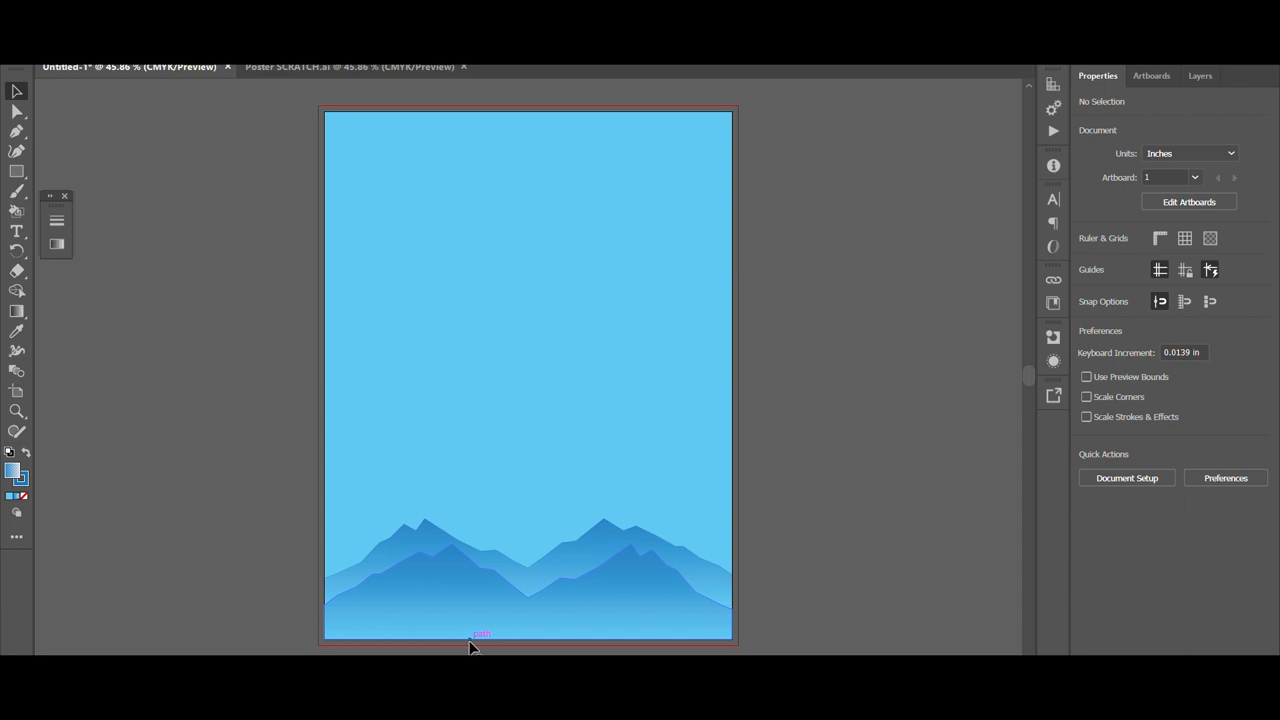 Untitled-1* @ 45.86 % (CMYK/Preview) ×
Poster SCRATCH.ai @ 45.86 % (CMYK/Preview) ×
Properties Artboards Layers
No Selection
Document
Units: Inches
Artboard: 1
Edit Artboards
Ruler & Grids
Guides
Snap Options
Preferences
Keyboard Increment: 0.0139 in
Use Preview Bounds
Scale Corners
Scale Strokes & Effects
Quick Actions
Document Setup Preferences
path